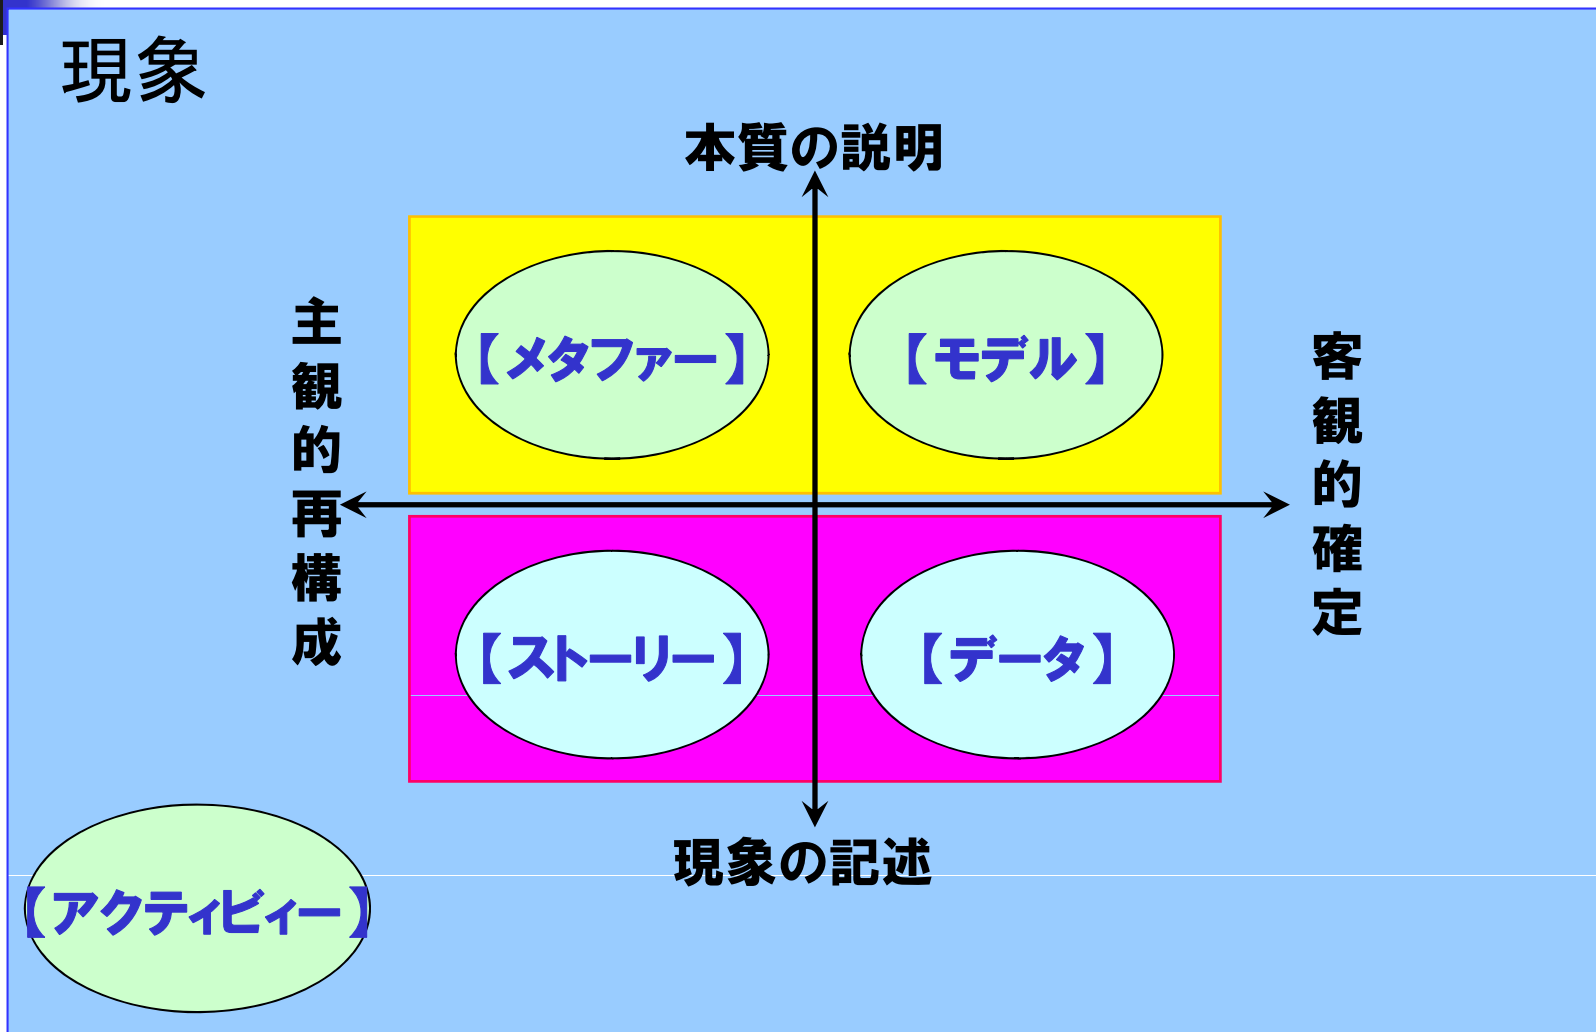 現象
本質の説明
主観的再構成
【メタファー】
【モデル】
客観的確定
【ストーリー】
【データ】
現象の記述
【アクティビィー】